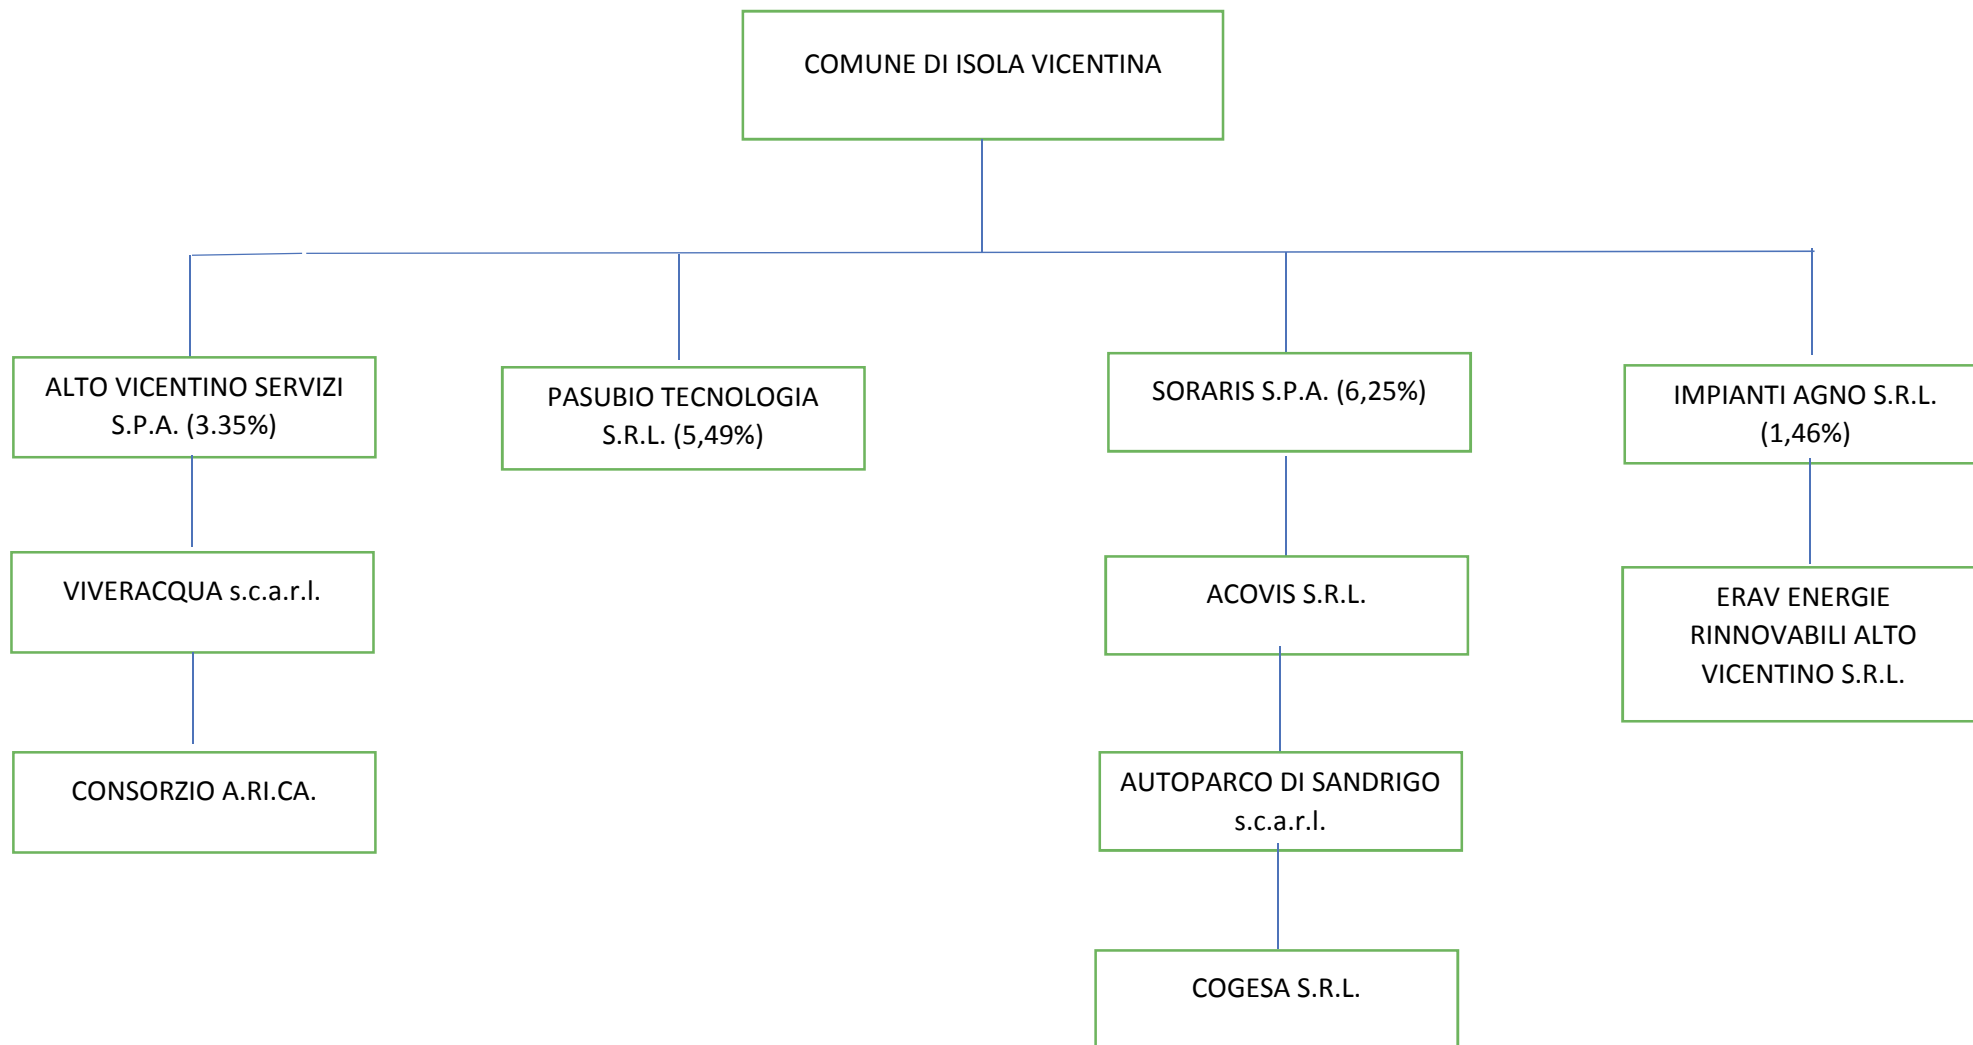 COMUNE DI ISOLA VICENTINA
ALTO VICENTINO SERVIZI
S.P.A. (3.35%)
PASUBIO TECNOLOGIA
S.R.L. (5,49%)
SORARIS S.P.A. (6,25%)
IMPIANTI AGNO S.R.L.
(1,46%)
VIVERACQUA s.c.a.r.l.
ACOVIS S.R.L.
ERAV ENERGIE
RINNOVABILI ALTO
VICENTINO S.R.L.
CONSORZIO A.RI.CA.
AUTOPARCO DI SANDRIGO
s.c.a.r.l.
COGESA S.R.L.